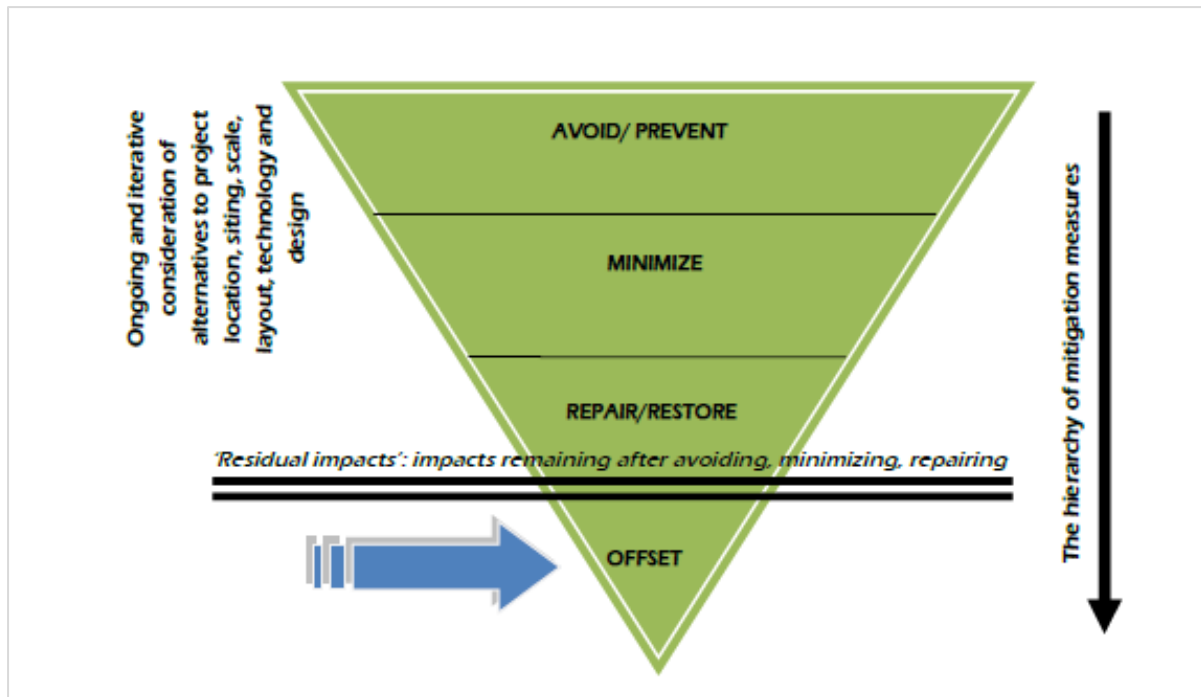 Ongoing and iterative
consideration of
alternatives to project
location, siting, scale,
layout, technology and
design
AVOID/ PREVENT
MINIMIZE
REPAIR/RESTORE
'Residual impacts': impacts remaining after avoiding, minimizing, repairing
OFFSET
The hierarchy of mitigation measures